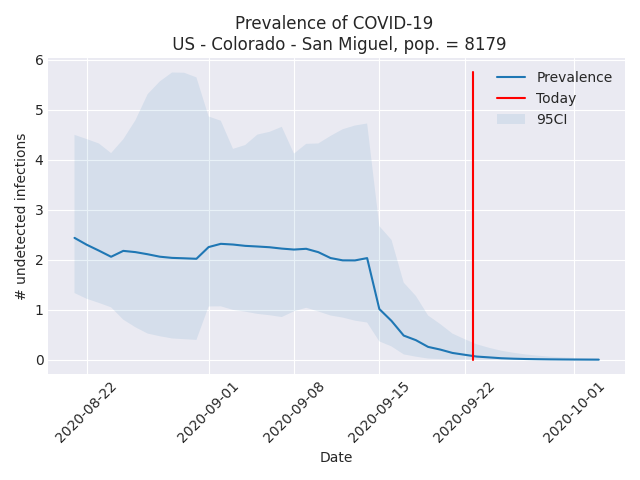 Prevalence of COVID-19
US - Colorado - San Miguel, pop. = 8179
6
5
4
3
2
1
0
# undetected infections
Prevalence
Today
95CI
2020-08-22
2020-09-01
2020-09-08
2020-09-15
2020-09-22
2020-10-01
Date